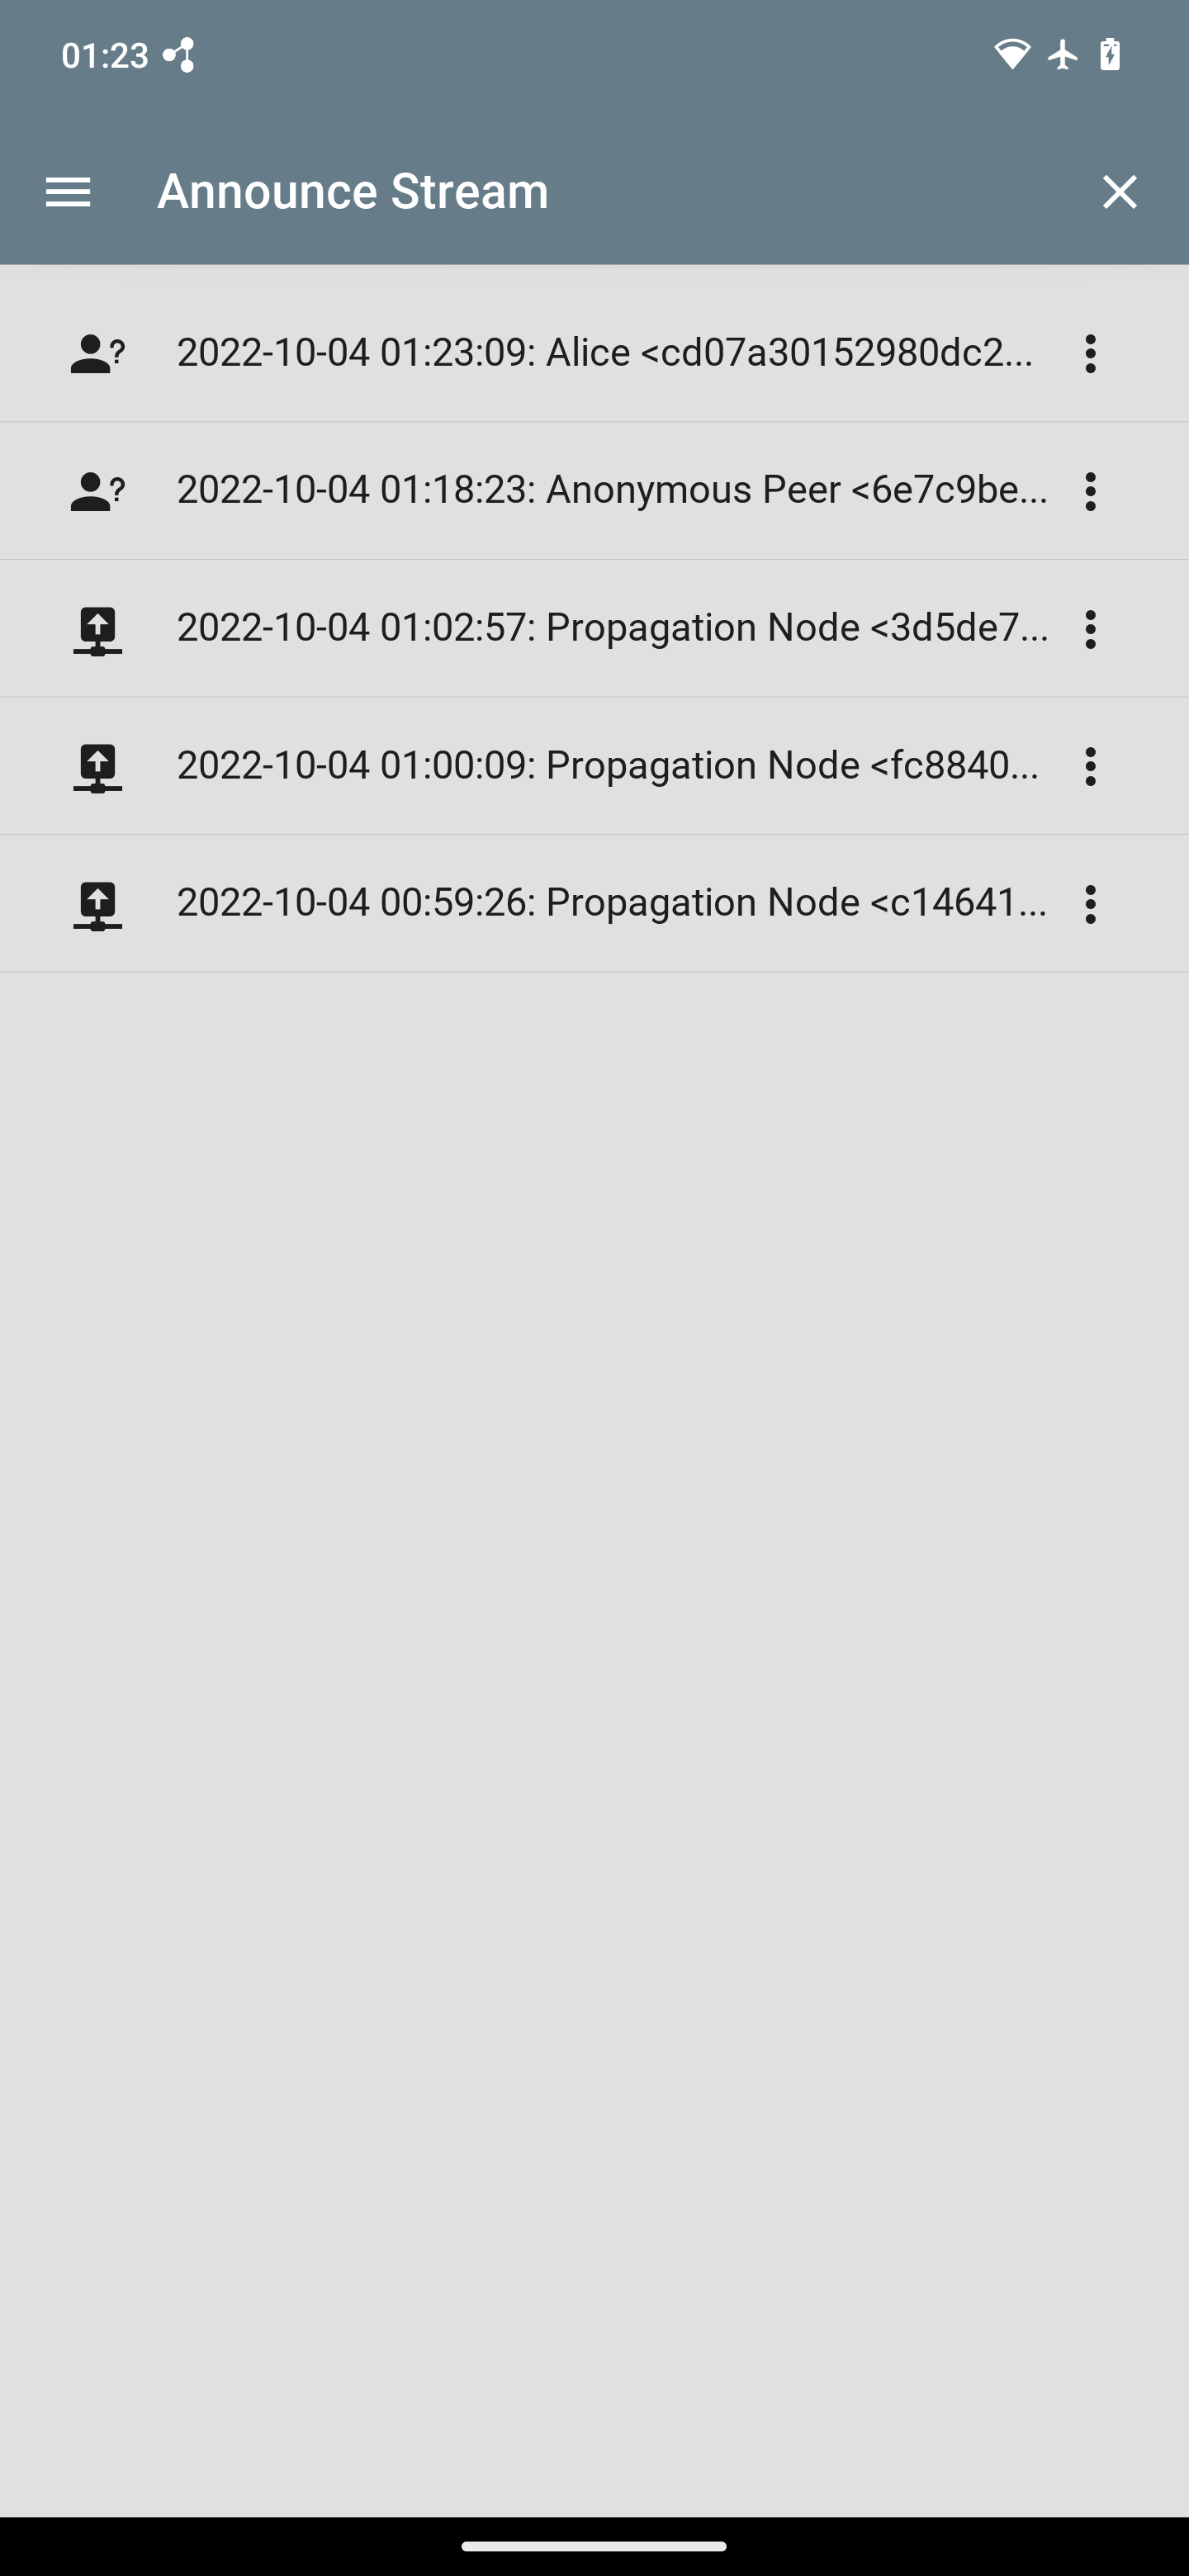 01:23
Announce Stream
2022-10-04 01:23:09: Alice <cd07a30152980dc2...
2022-10-04 01:18:23: Anonymous Peer <6e7c9be...
2022-10-04 01:02:57: Propagation Node <3d5de7...
2022-10-04 01:00:09: Propagation Node <fc8840...
2022-10-04 00:59:26: Propagation Node <c14641...